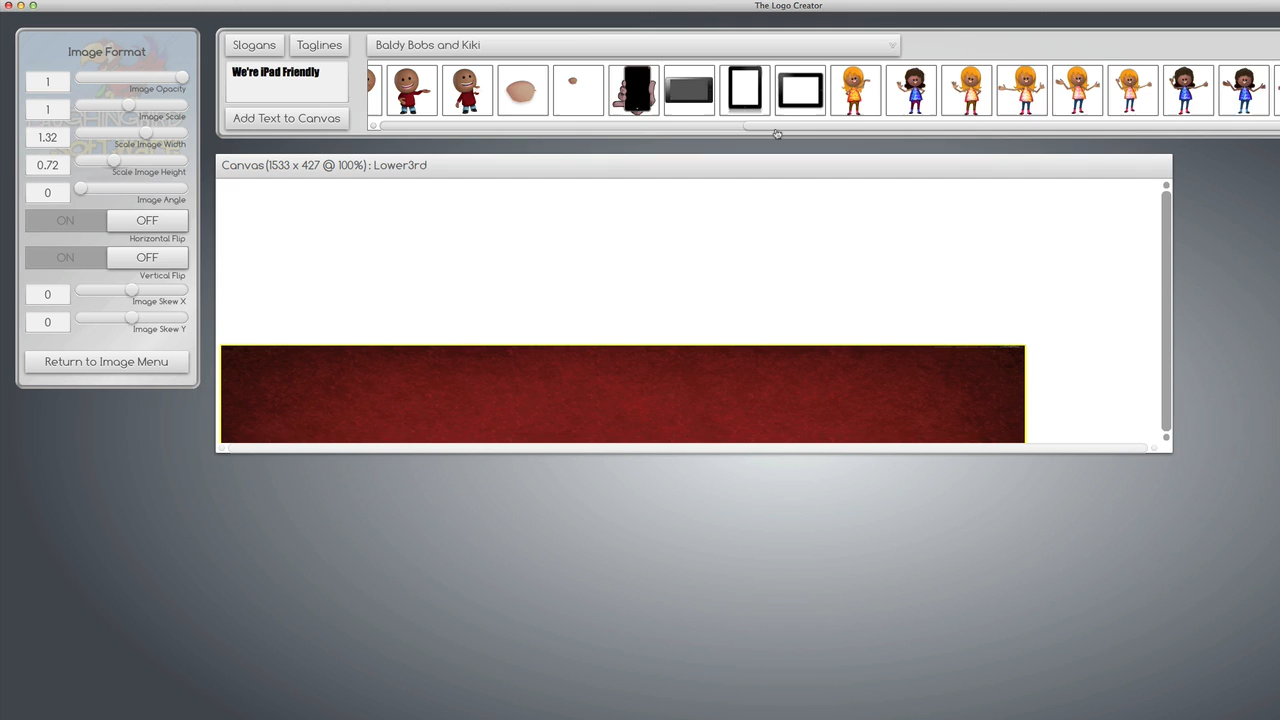 The Logo Creator
Image Format
1
Image Opacity
1
Image Scale
1.32
Scale Image Width
0.72
Scale Image Height
0
Image Angle
ON OFF
Horizontal Flip
ON OFF
Vertical Flip
0
Image Skew X
0
Image Skew Y
Return to Image Menu
Slogans Taglines
We're iPad Friendly
Add Text to Canvas
Baldy Bobs and Kiki
Canvas (1533 x 427 @ 100%) : Lower3rd